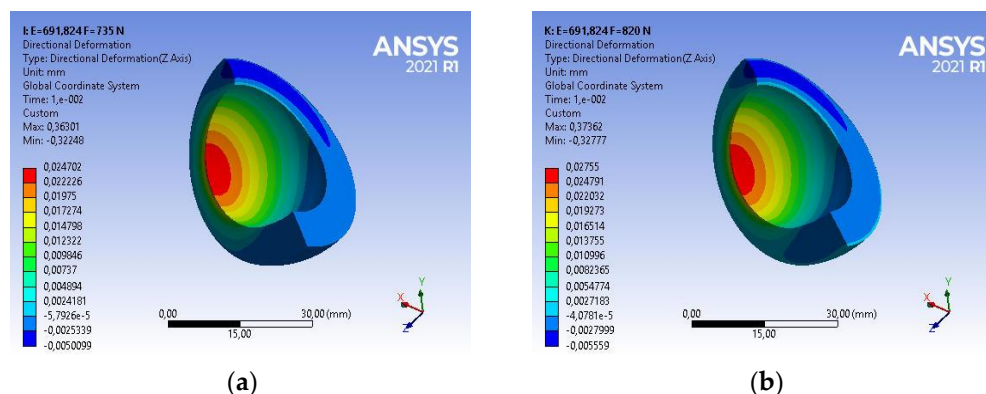 I: E=691,824 F=735 N
Directional Deformation
Type: Directional Deformation(Z Axis)
Unit: mm
Global Coordinate System
Time: 1,e-002
Custom
Max: 0,36301
Min: -0,32248
0,024702
0,022226
0,01975
0,017274
0,014798
0,012322
0,009846
0,00737
0,004894
0,0024181
-5,7926e-5
-0,0025339
-0,0050099
ANSYS
2021 R1
0,00
30,00 (mm)
15,00
Y
X
Z
(a)
K: E=691,824 F=820 N
Directional Deformation
Type: Directional Deformation(Z Axis)
Unit: mm
Global Coordinate System
Time: 1,e-002
Custom
Max: 0,37362
Min: -0,32777
0,02755
0,024791
0,022032
0,019273
0,016514
0,013755
0,010996
0,0082365
0,0054774
0,0027183
-4,0781e-5
-0,0027999
-0,005559
ANSYS
2021 R1
0,00
30,00 (mm)
15,00
Y
X
Z
(b)